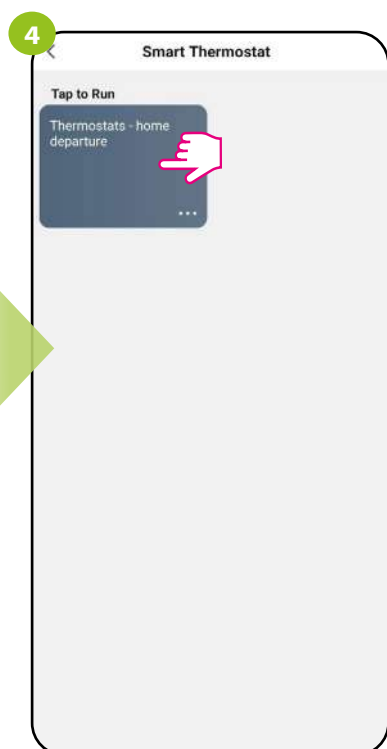 4
Smart Thermostat
Tap to Run
Thermostats - home
departure